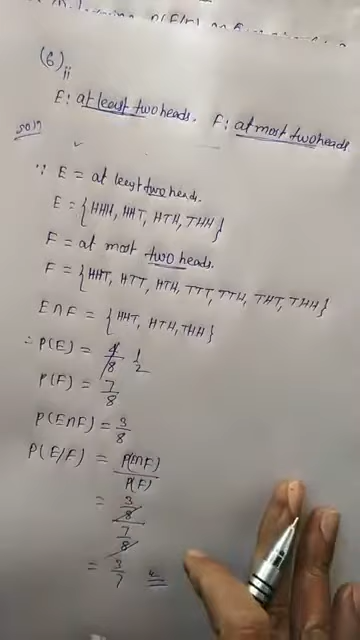 P(E/F)
(6) ii
E: at least two heads. F: at most two heads
Soln
∵ E = at least two heads.
E = {HHH, HHT, HTH, THH}
F = at most two heads.
F = {HHT, HTT, HTH, TTT, TTH, THT, THH}
E∩F = {HHT, HTH, THH}
∴ P(E) = 4/8 1/2
P(F) = 7/8
P(E∩F) = 3/8
P(E/F) = P(E∩F)/P(F)
= 3/8 / 7/8
= 3/7